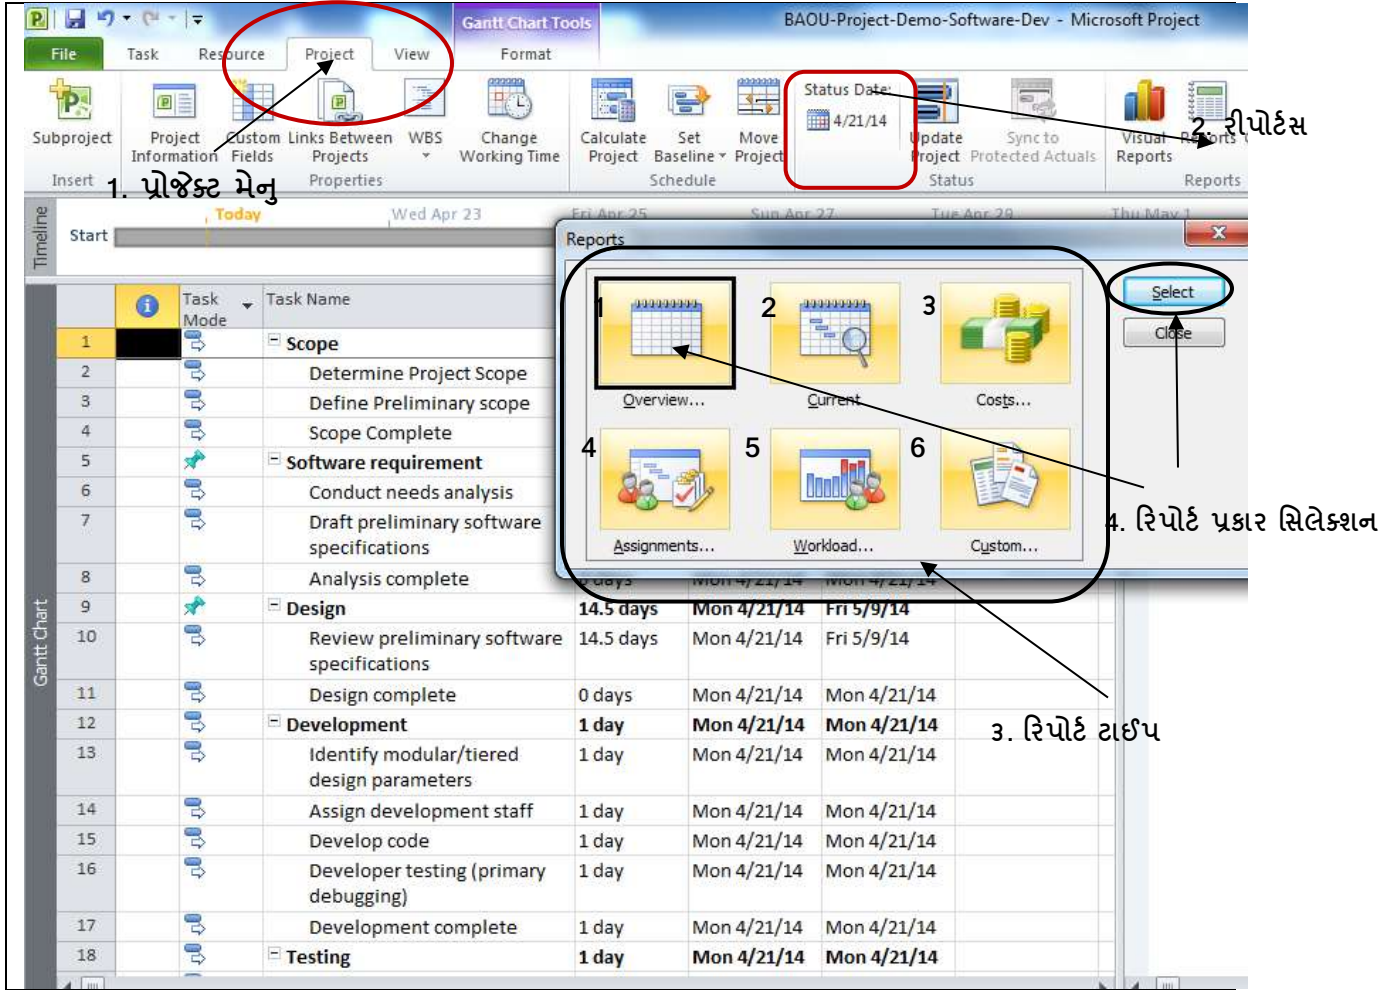 Gantt Chart Tools
BAOU-Project-Demo-Software-Dev - Microsoft Project
File Task Resource Project View Format
Status Date:
4/21/14
2. રીપોર્ટસ
Subproject Project Information Custom Fields Links Between Projects WBS Change Working Time Calculate Project Set Baseline Move Project Update Project Sync to Protected Actuals Visual Reports Reports
Insert Properties Schedule Status Reports
1. પ્રોજેક્ટ મેનુ
Timeline
Today Wed Apr 23 Fri Apr 25 Sun Apr 27 Tue Apr 29 Thu May 1
Start
Reports
1 2 3
Select
Close
Overview... Current... Costs...
4 5 6
Assignments... Workload... Custom...
4. રિપોર્ટ પ્રકાર સિલેક્શન
3. રિપોર્ટ ટાઈપ
Gantt Chart
Task Mode Task Name
1 Scope
2 Determine Project Scope
3 Define Preliminary scope
4 Scope Complete
5 Software requirement
6 Conduct needs analysis
7 Draft preliminary software
specifications
8 Analysis complete 0 days Mon 4/21/14 Mon 4/21/14
9 Design 14.5 days Mon 4/21/14 Fri 5/9/14
10 Review preliminary software 14.5 days Mon 4/21/14 Fri 5/9/14
specifications
11 Design complete 0 days Mon 4/21/14 Mon 4/21/14
12 Development 1 day Mon 4/21/14 Mon 4/21/14
13 Identify modular/tiered 1 day Mon 4/21/14 Mon 4/21/14
design parameters
14 Assign development staff 1 day Mon 4/21/14 Mon 4/21/14
15 Develop code 1 day Mon 4/21/14 Mon 4/21/14
16 Developer testing (primary 1 day Mon 4/21/14 Mon 4/21/14
debugging)
17 Development complete 1 day Mon 4/21/14 Mon 4/21/14
18 Testing 1 day Mon 4/21/14 Mon 4/21/14